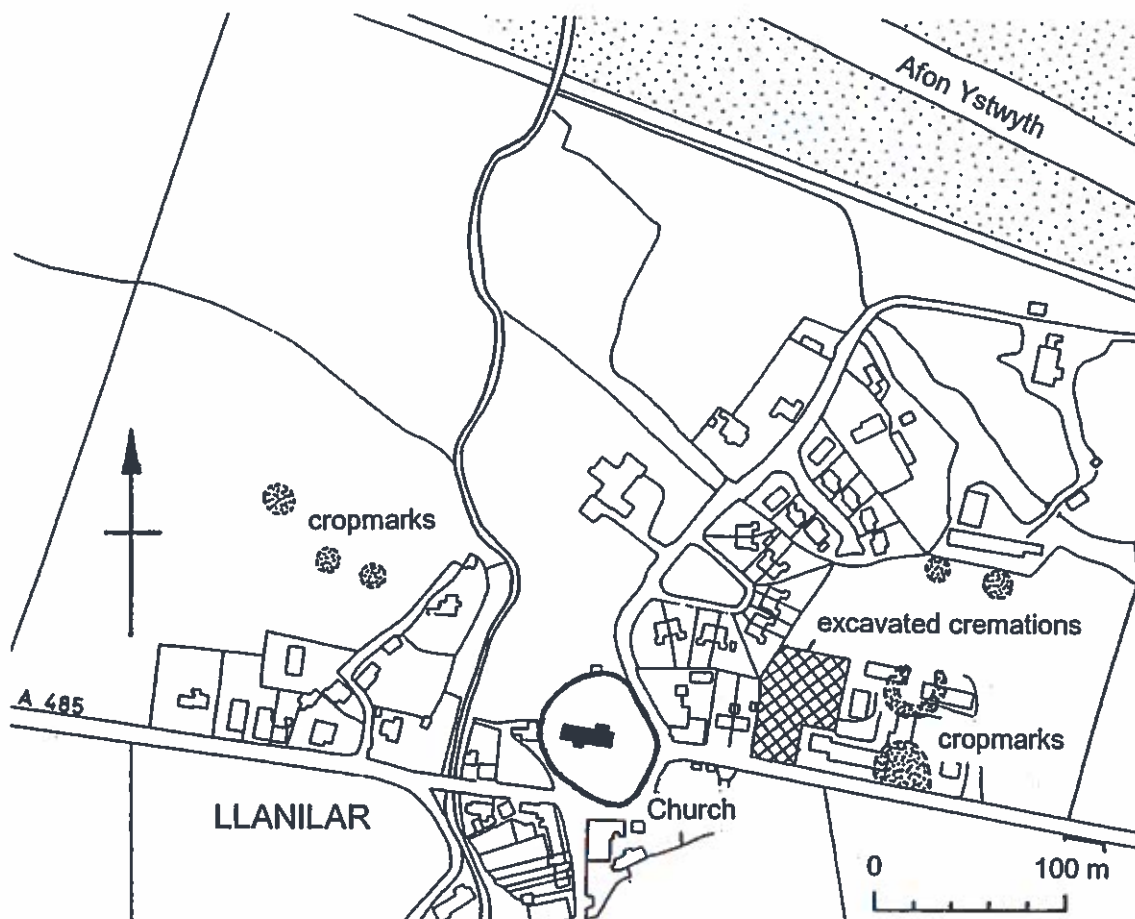 Afon Ystwyth
cropmarks
excavated cremations
A 485
cropmarks
LLANILAR
Church
0 100 m